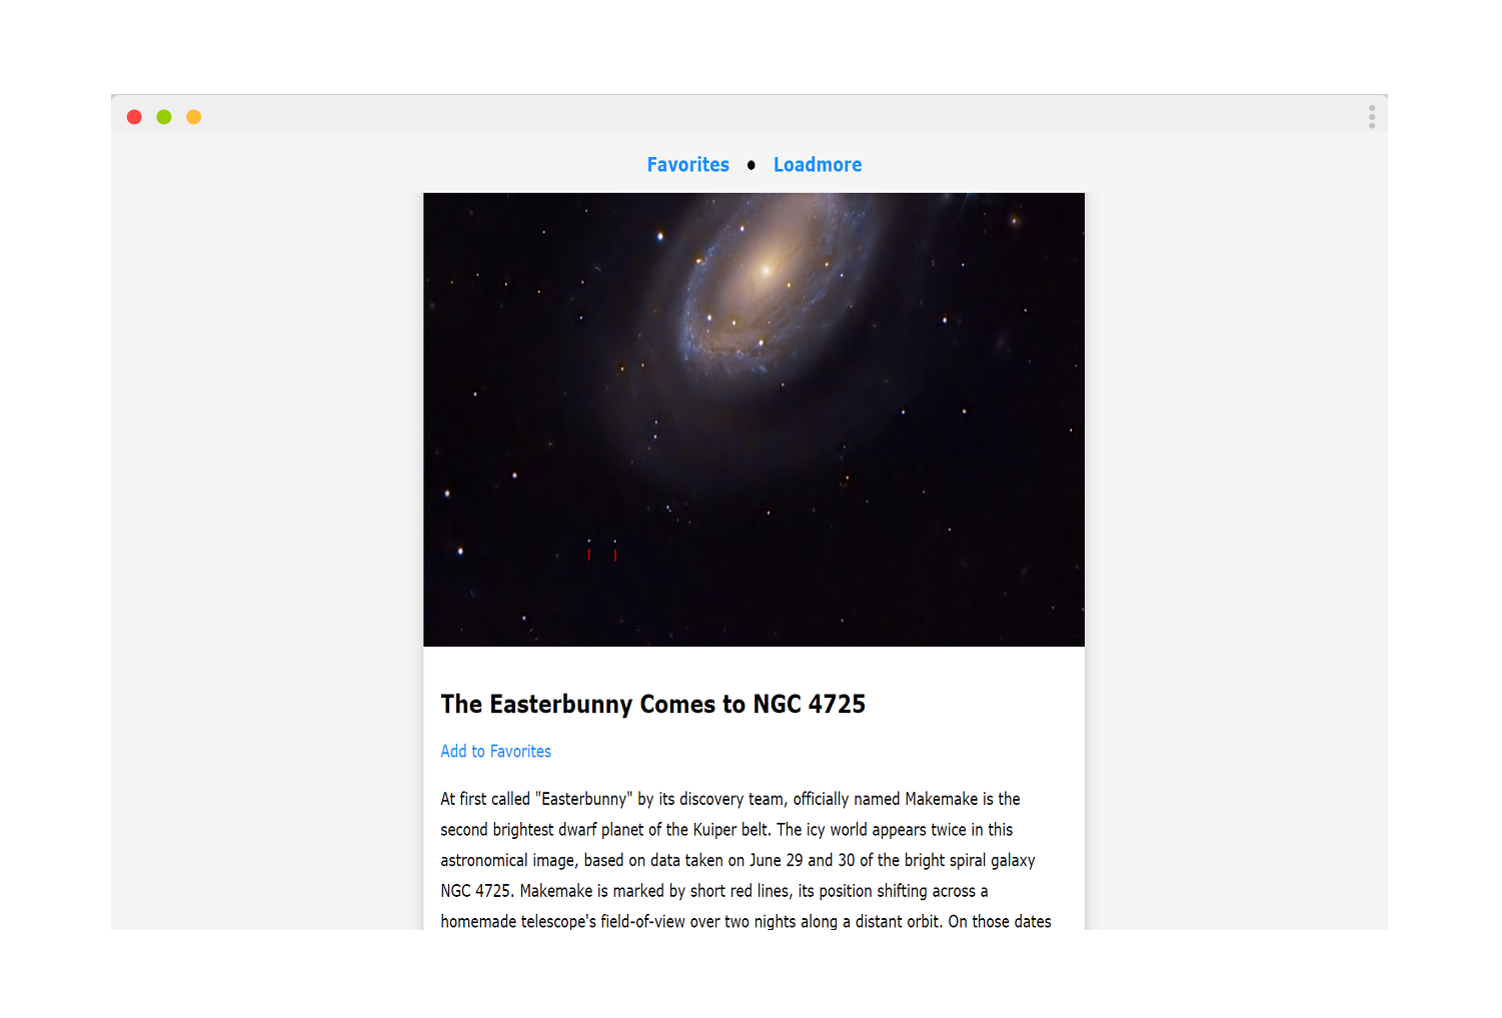 Favorites • Loadmore
The Easterbunny Comes to NGC 4725
Add to Favorites
At first called "Easterbunny" by its discovery team, officially named Makemake is the
second brightest dwarf planet of the Kuiper belt. The icy world appears twice in this
astronomical image, based on data taken on June 29 and 30 of the bright spiral galaxy
NGC 4725. Makemake is marked by short red lines, its position shifting across a
homemade telescope's field-of-view over two nights along a distant orbit. On those dates